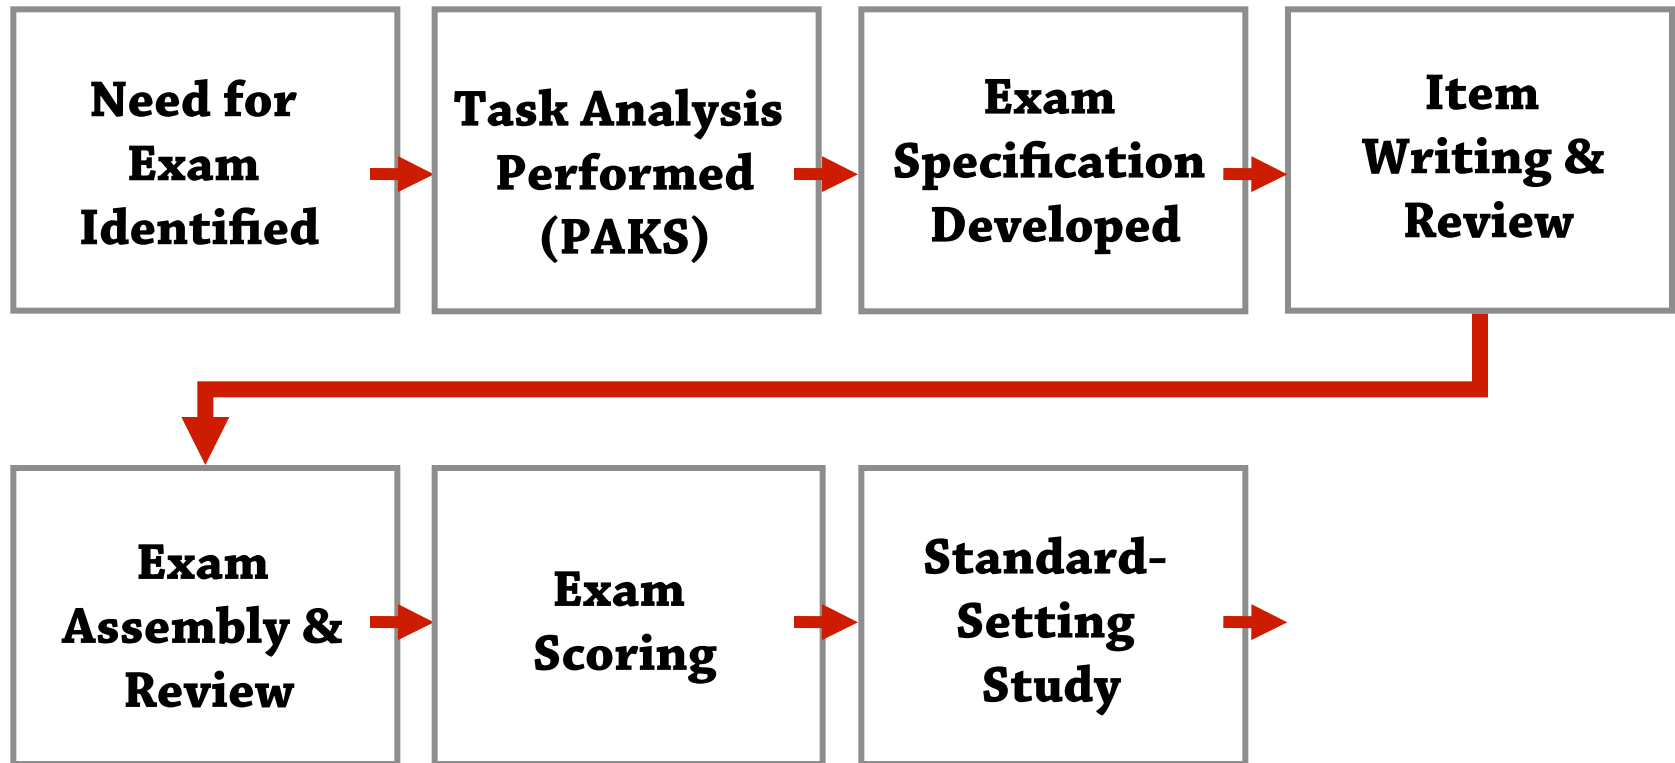 Need for
Exam
Identified
Task Analysis
Performed
(PAKS)
Exam
Specification
Developed
Item
Writing &
Review
Exam
Assembly &
Review
Exam
Scoring
Standard-
Setting
Study